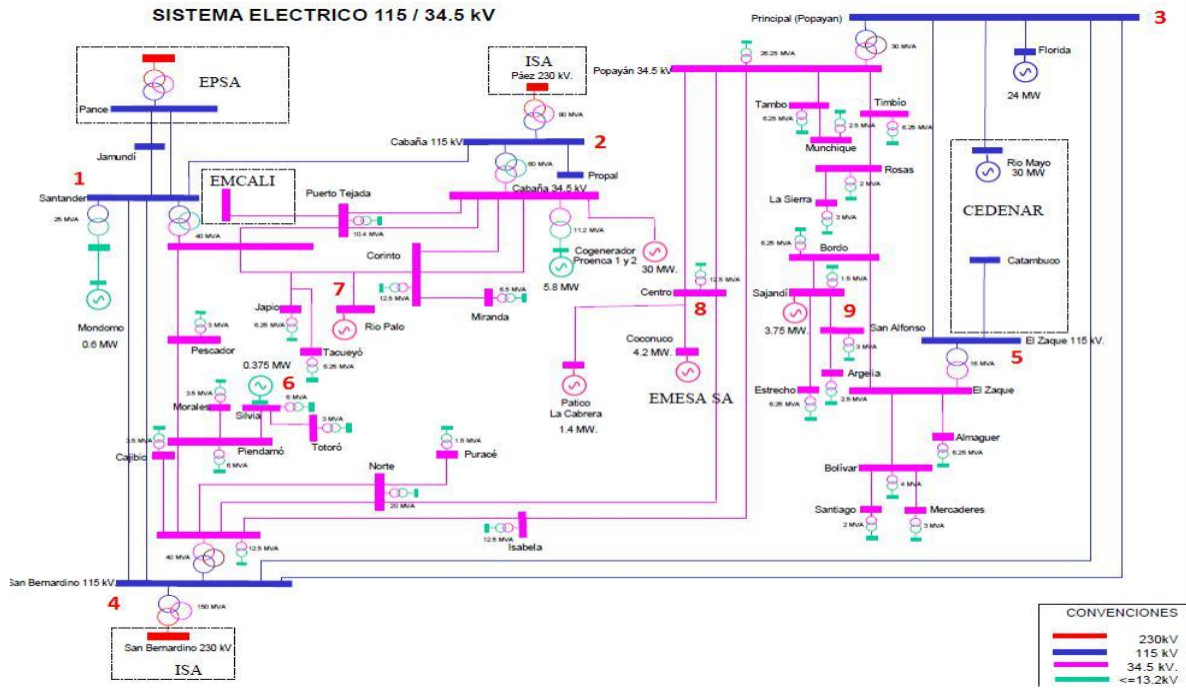 SISTEMA ELECTRICO 115 / 34.5 kV
Principal (Popayan)
3
30 MVA
Florida
24 MW
EPSA
Pance
Jamundí
ISA
Páez 230 kV.
90 MVA
Cabaña 115 kV
2
60 MVA
Propal
Cabaña 34.5 kV
26.25 MVA
Popayán 34.5 kV
Tambo
6.25 MVA
2.5 MVA
Munchique
Timbío
6.25 MVA
Rosas
2 MVA
La Sierra
3 MVA
6.25 MVA
Bordo
1.5 MVA
Sajandí
3.75 MW.
9
San Alfonso
3 MVA
Argelia
2.5 MVA
Estrecho
6.25 MVA
Rio Mayo
30 MW
CEDENAR
Catambuco
El Zaque 115 kV.
5
16 MVA
El Zaque
Almaguer
6.25 MVA
Bolívar
4 MVA
Santiago
2 MVA
Mercaderes
3 MVA
1
Santander
25 MVA
40 MVA
Mondomo
0.6 MW
EMCALI
Puerto Tejada
10.4 MVA
Corinto
12.5 MVA
6.5 MVA
Miranda
11.2 MVA
Cogenerador
Proenca 1 y 2
5.8 MW
30 MW.
7
Rio Palo
Japio
6.25 MVA
Tacueyó
6.25 MVA
Centro
12.5 MVA
8
Coconuco
4.2 MW.
EMESA SA
Patico
La Cabrera
1.4 MW.
3 MVA
Pescador
0.375 MW
6
3.5 MVA
Morales
Silvia
6 MVA
3 MVA
Totoró
Piendamó
6 MVA
3.5 MVA
Cajibio
1.5 MVA
Puracé
Norte
20 MVA
12.5 MVA
Isabela
40 MVA
12.5 MVA
San Bernardino 115 kV.
4
150 MVA
San Bernardino 230 kV
ISA
CONVENCIONES
230kV
115 kV
34.5 kV.
<=13.2kV